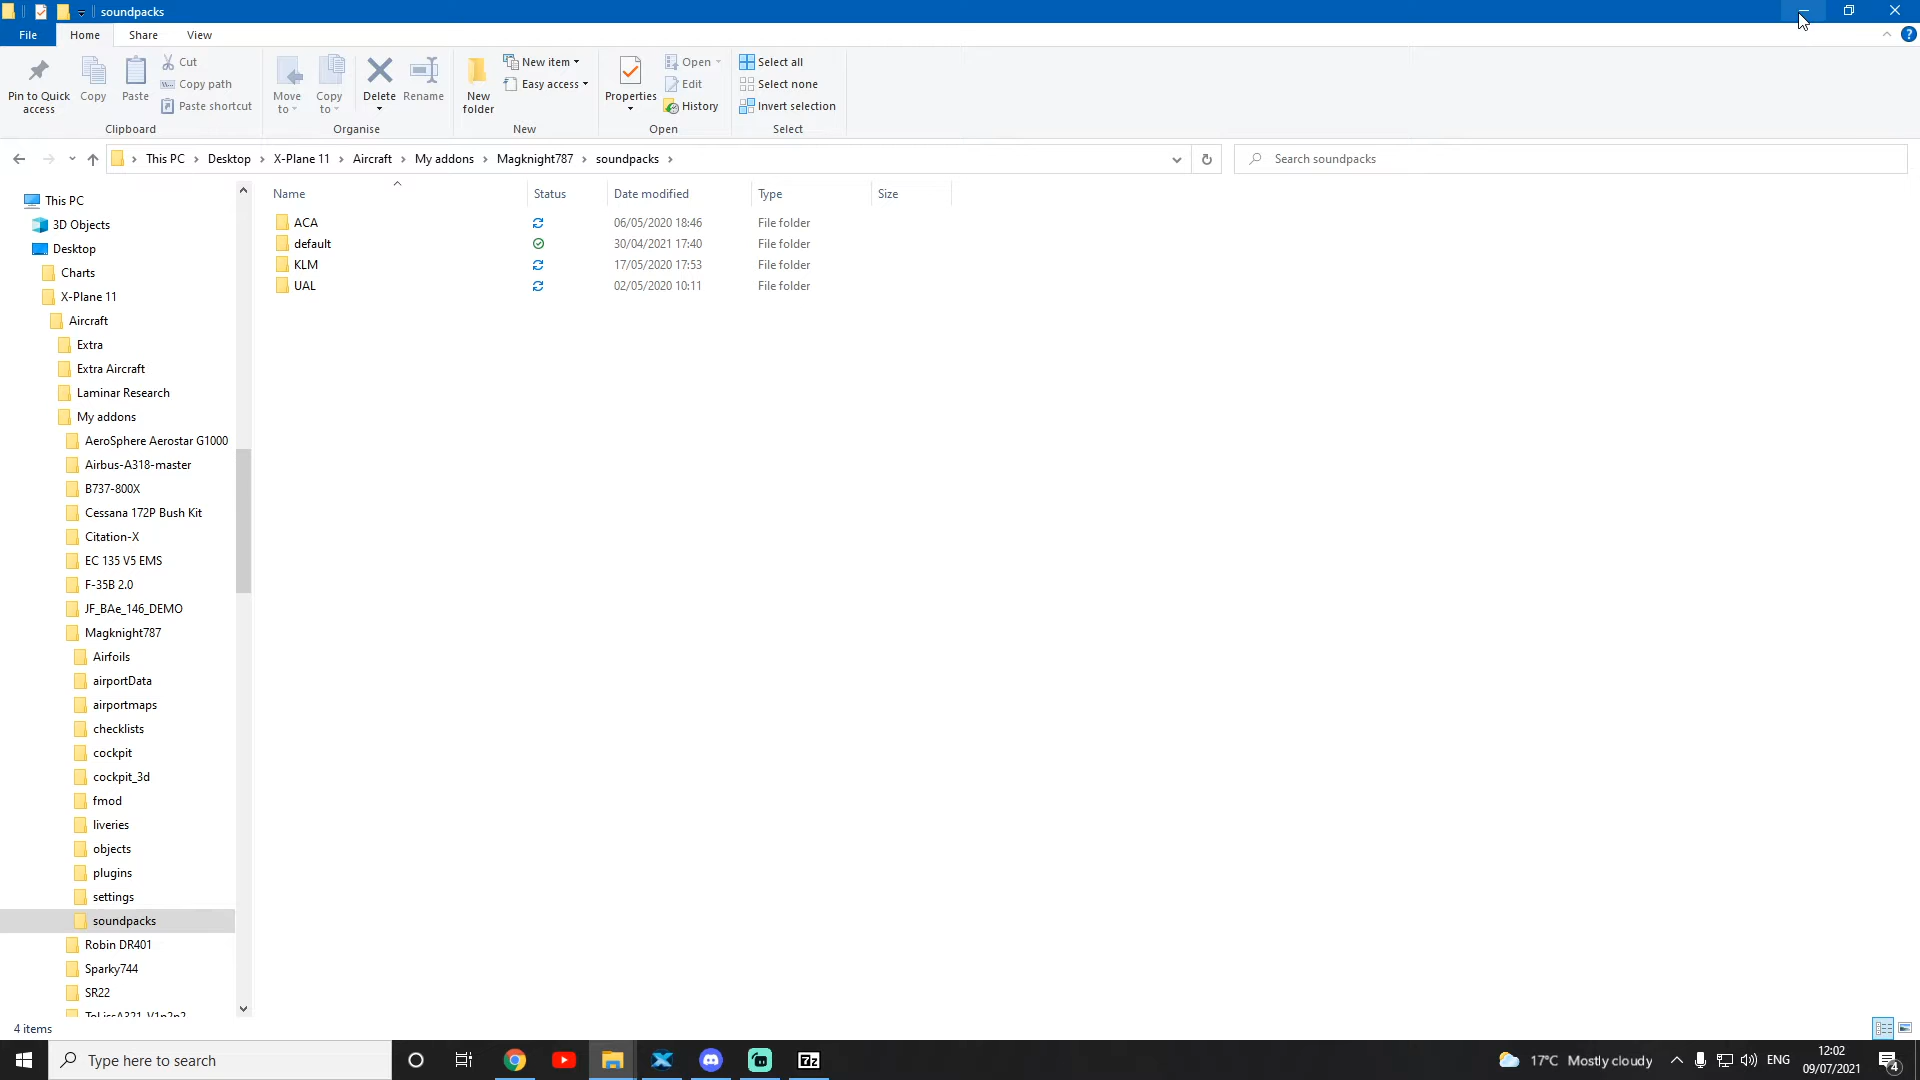 soundpacks
File Home Share View
Pin to Quick access
Copy
Paste
Cut
Copy path
Paste shortcut
Clipboard
Move to
Copy to
Delete
Rename
Organise
New folder
New item
Easy access
New
Properties
Open
Edit
History
Open
Select all
Select none
Invert selection
Select
This PC Desktop X-Plane 11 Aircraft My addons Magknight787 soundpacks
Search soundpacks
Name Status Date modified Type Size
ACA 06/05/2020 18:46 File folder
default 30/04/2021 17:40 File folder
KLM 17/05/2020 17:53 File folder
UAL 02/05/2020 10:11 File folder
This PC
3D Objects
Desktop
Charts
X-Plane 11
Aircraft
Extra
Extra Aircraft
Laminar Research
My addons
AeroSphere Aerostar G1000
Airbus-A318-master
B737-800X
Cessana 172P Bush Kit
Citation-X
EC 135 V5 EMS
F-35B 2.0
JF_BAe_146_DEMO
Magknight787
Airfoils
airportData
airportmaps
checklists
cockpit
cockpit_3d
fmod
liveries
objects
plugins
settings
soundpacks
Robin DR401
Sparky744
SR22
4 items
Type here to search
7z
17°C Mostly cloudy
ENG
12:02
09/07/2021
4